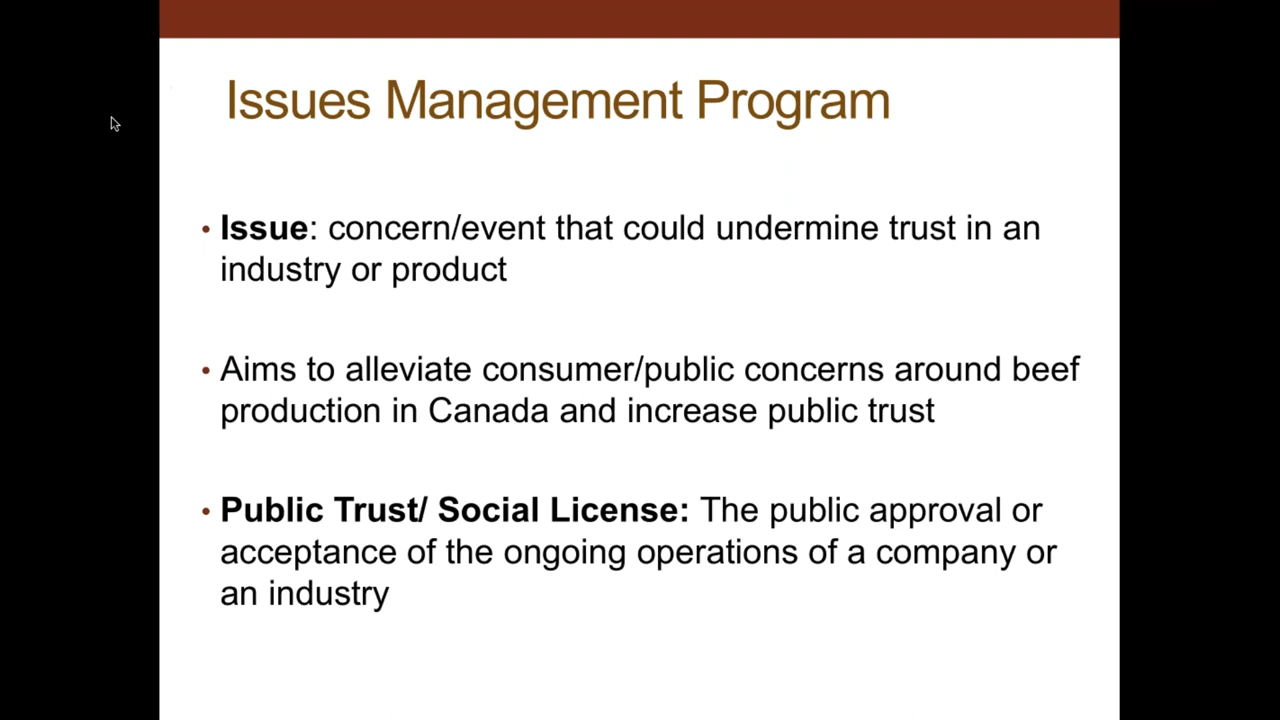 Issues Management Program
• Issue: concern/event that could undermine trust in an
industry or product
• Aims to alleviate consumer/public concerns around beef
production in Canada and increase public trust
• Public Trust/ Social License: The public approval or
acceptance of the ongoing operations of a company or
an industry